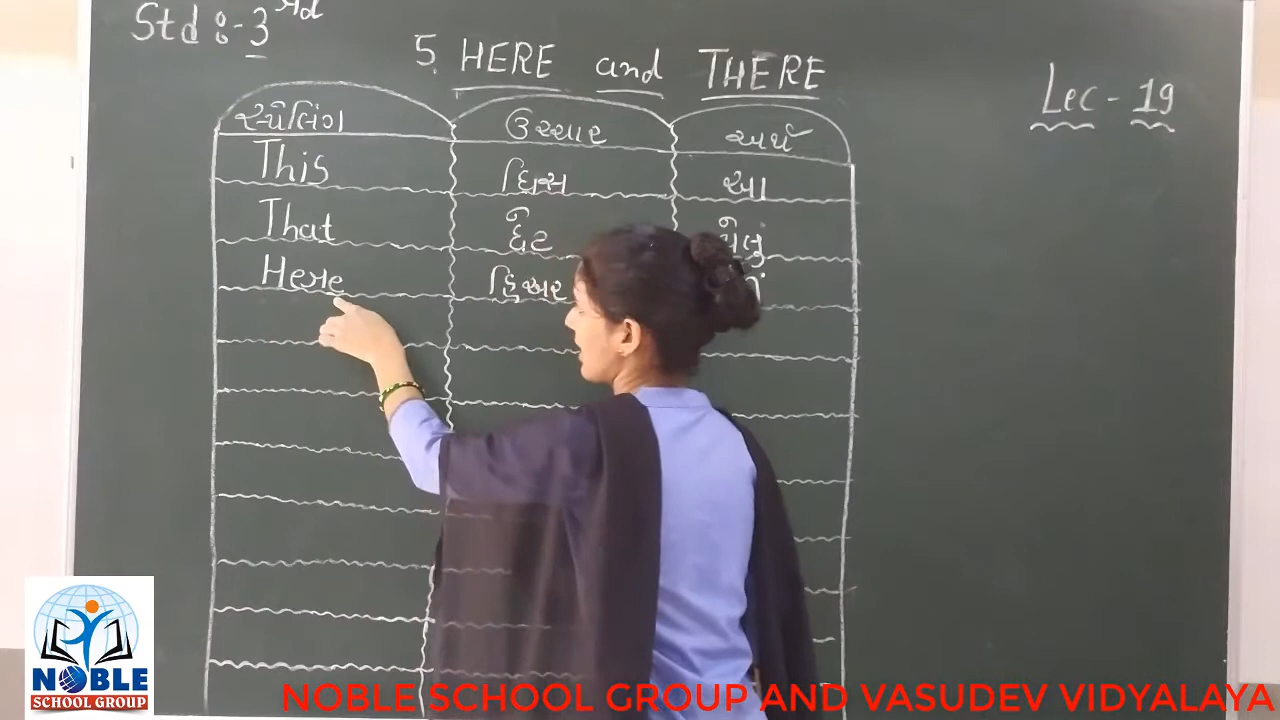 Std :- 3
5. HERE and THERE
Lec - 19
સ્પેલિંગ ઉચ્ચાર અર્થ
This ધિસ આ
That ધેટ પેલું
Here હિઅર
NOBLE
SCHOOL GROUP
NOBLE SCHOOL GROUP AND VASUDEV VIDYALAYA